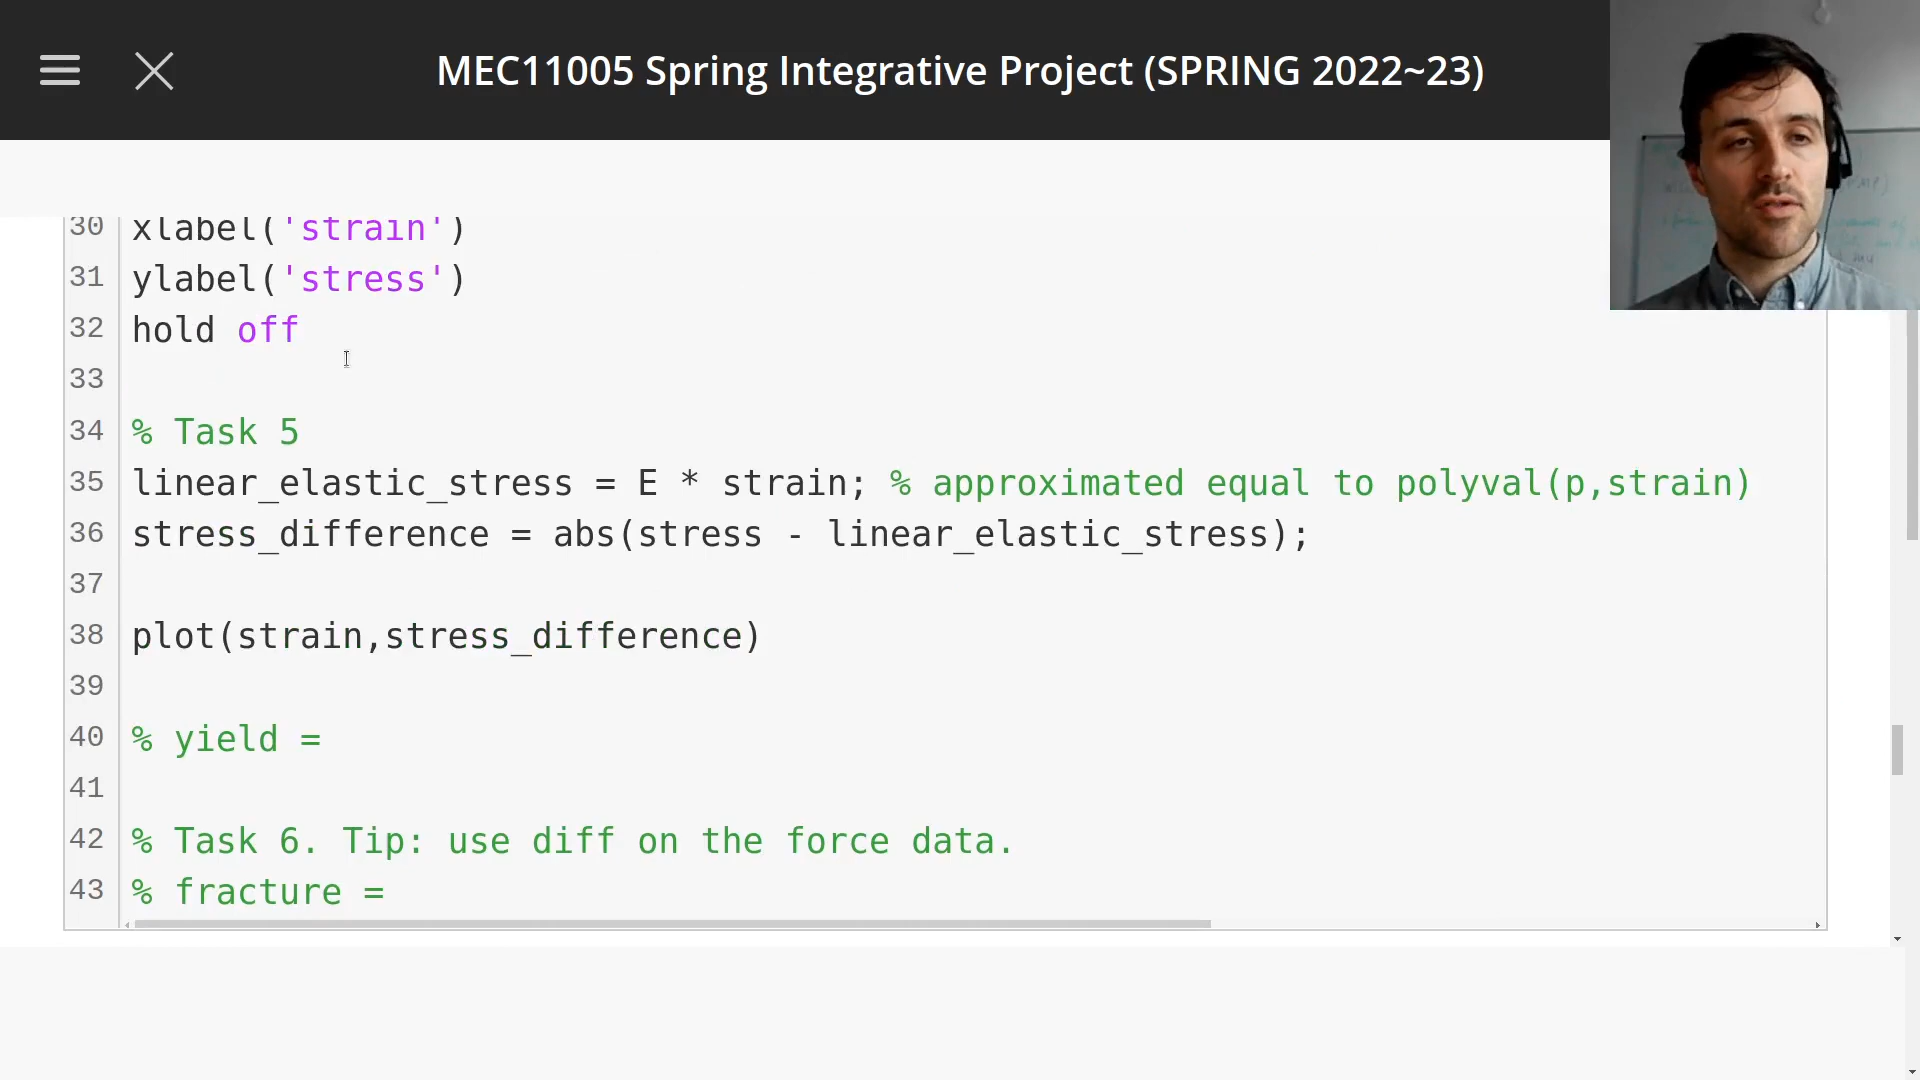 MEC11005 Spring Integrative Project (SPRING 2022~23)
30 xlabel('strain')
31 ylabel('stress')
32 hold off
33
34 % Task 5
35 linear_elastic_stress = E * strain; % approximated equal to polyval(p,strain)
36 stress_difference = abs(stress - linear_elastic_stress);
37
38 plot(strain,stress_difference)
39
40 % yield =
41
42 % Task 6. Tip: use diff on the force data.
43 % fracture =